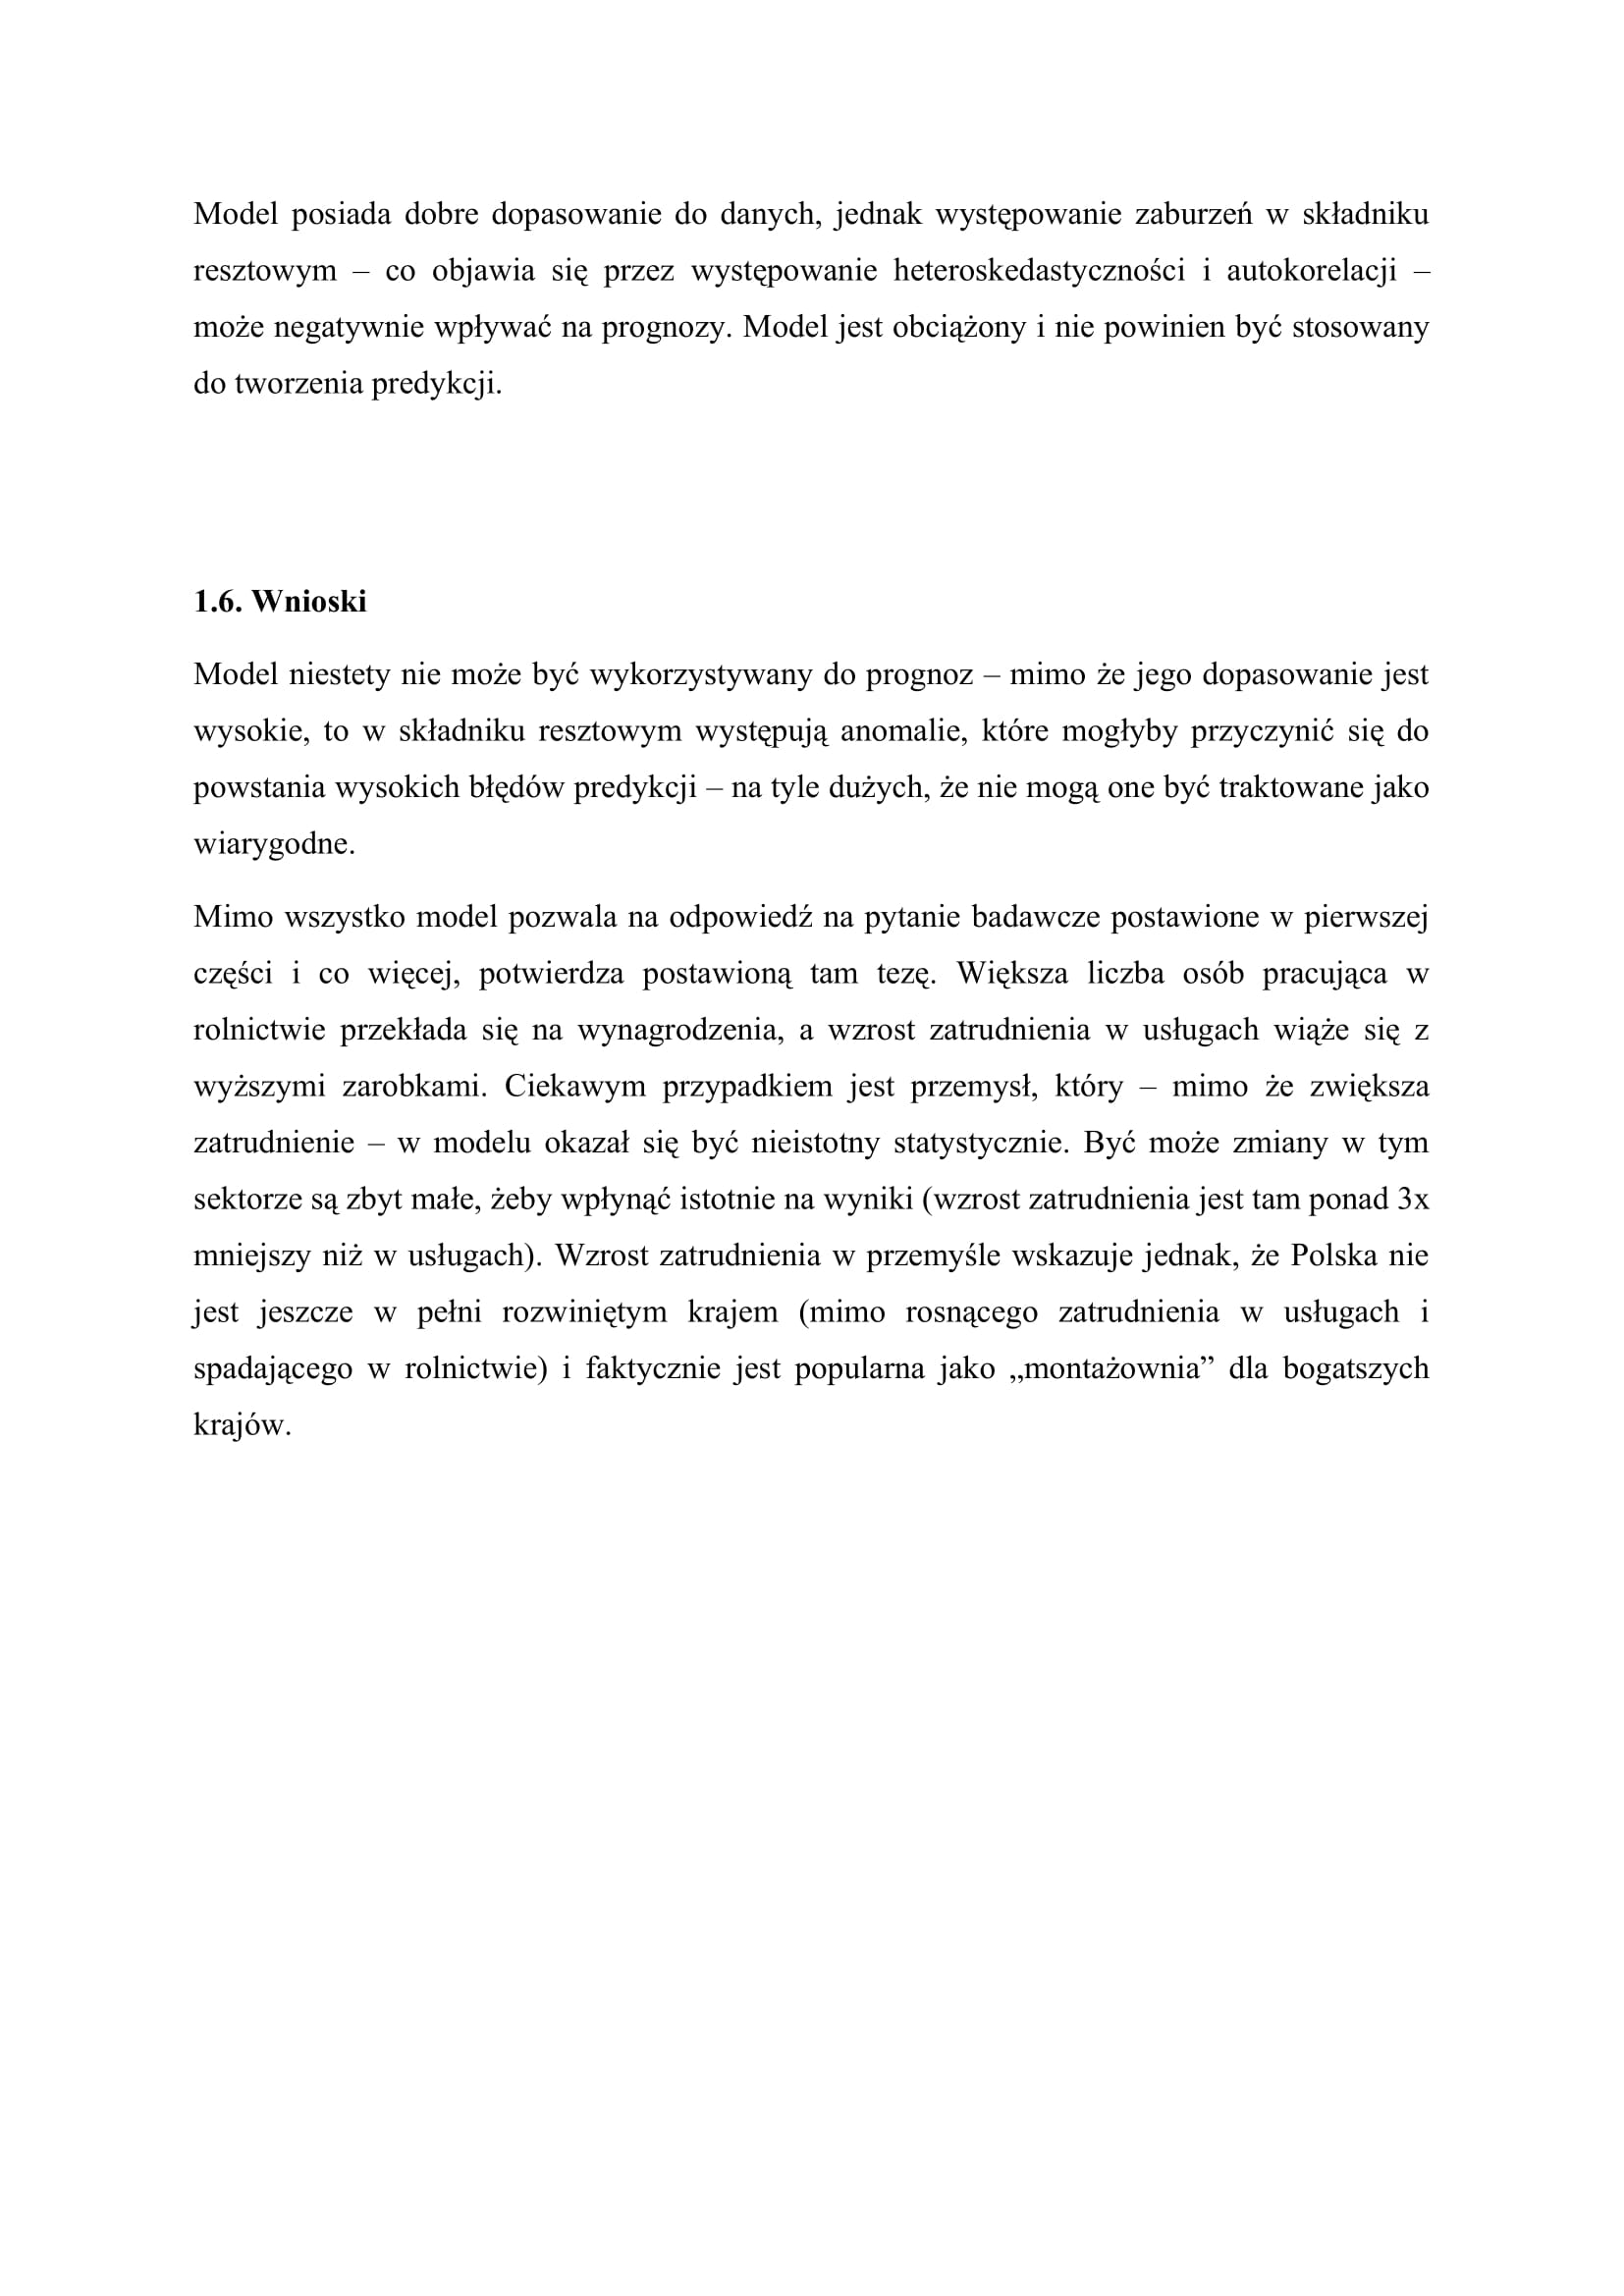 Model posiada dobre dopasowanie do danych, jednak występowanie zaburzeń w składniku
resztowym – co objawia się przez występowanie heteroskedastyczności i autokorelacji –
może negatywnie wpływać na prognozy. Model jest obciążony i nie powinien być stosowany
do tworzenia predykcji.
1.6. Wnioski
Model niestety nie może być wykorzystywany do prognoz – mimo że jego dopasowanie jest
wysokie, to w składniku resztowym występują anomalie, które mogłyby przyczynić się do
powstania wysokich błędów predykcji – na tyle dużych, że nie mogą one być traktowane jako
wiarygodne.
Mimo wszystko model pozwala na odpowiedź na pytanie badawcze postawione w pierwszej
części i co więcej, potwierdza postawioną tam tezę. Większa liczba osób pracująca w
rolnictwie przekłada się na wynagrodzenia, a wzrost zatrudnienia w usługach wiąże się z
wyższymi zarobkami. Ciekawym przypadkiem jest przemysł, który – mimo że zwiększa
zatrudnienie – w modelu okazał się być nieistotny statystycznie. Być może zmiany w tym
sektorze są zbyt małe, żeby wpłynąć istotnie na wyniki (wzrost zatrudnienia jest tam ponad 3x
mniejszy niż w usługach). Wzrost zatrudnienia w przemyśle wskazuje jednak, że Polska nie
jest jeszcze w pełni rozwiniętym krajem (mimo rosnącego zatrudnienia w usługach i
spadającego w rolnictwie) i faktycznie jest popularna jako „montażownia” dla bogatszych
krajów.